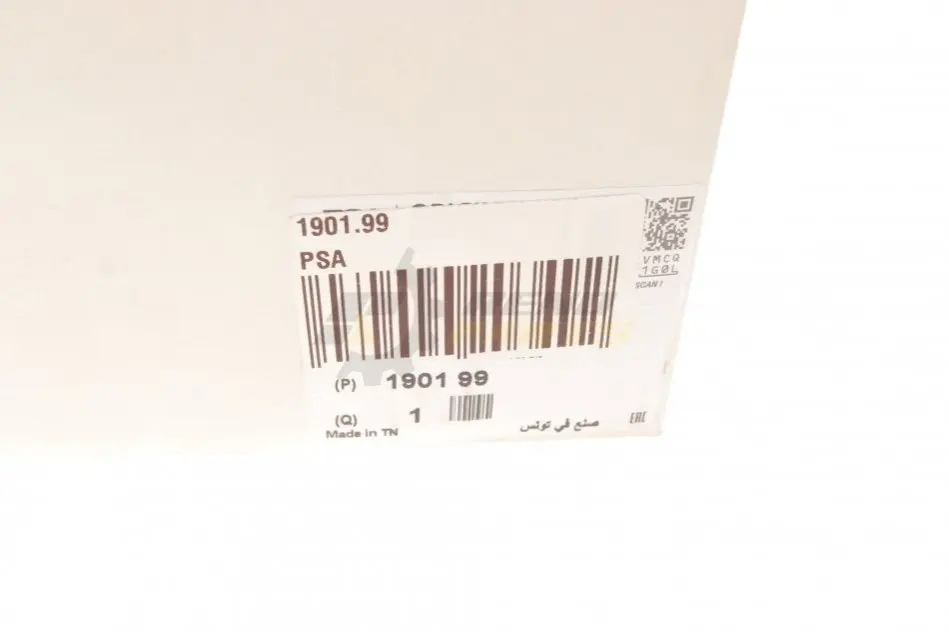 1901.99
PSA
VMCQ
1G0L
SCAN!
(P) 1901 99
(Q) 1
Made in TN
صنع في تونس
EAC